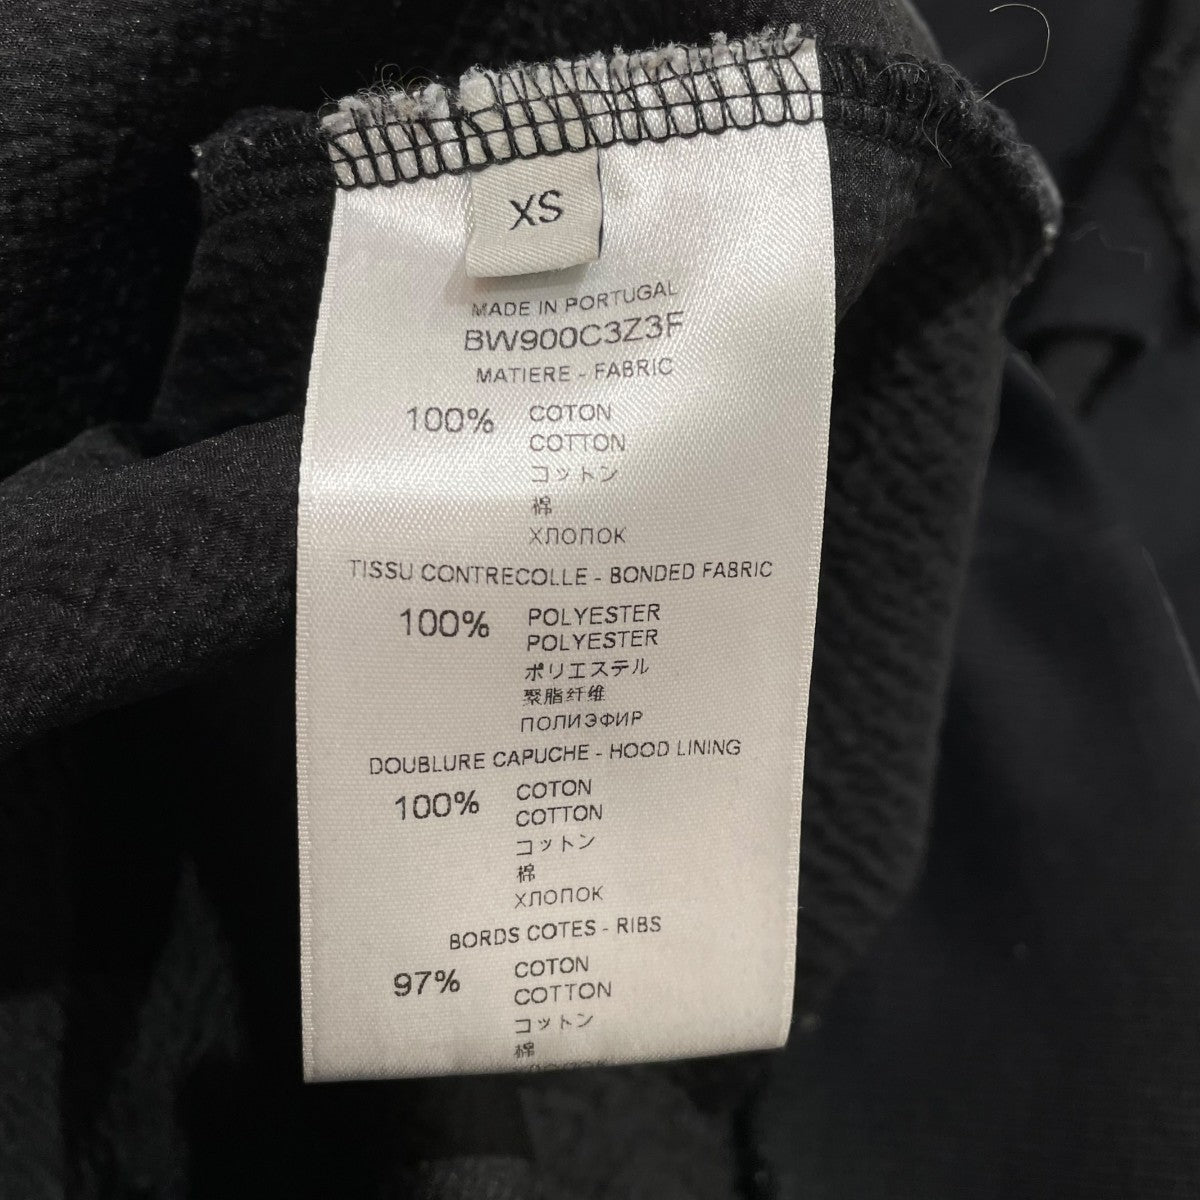 XS
MADE IN PORTUGAL
BW900C3Z3F
MATIERE - FABRIC
100% COTON
COTTON
コットン
棉
ХЛОПОК
TISSU CONTRECOLLE - BONDED FABRIC
100% POLYESTER
POLYESTER
ポリエステル
聚脂纤维
ПОЛИЭФИР
DOUBLURE CAPUCHE - HOOD LINING
100% COTON
COTTON
コットン
棉
ХЛОПОК
BORDS COTES - RIBS
97% COTON
COTTON
コットン
棉